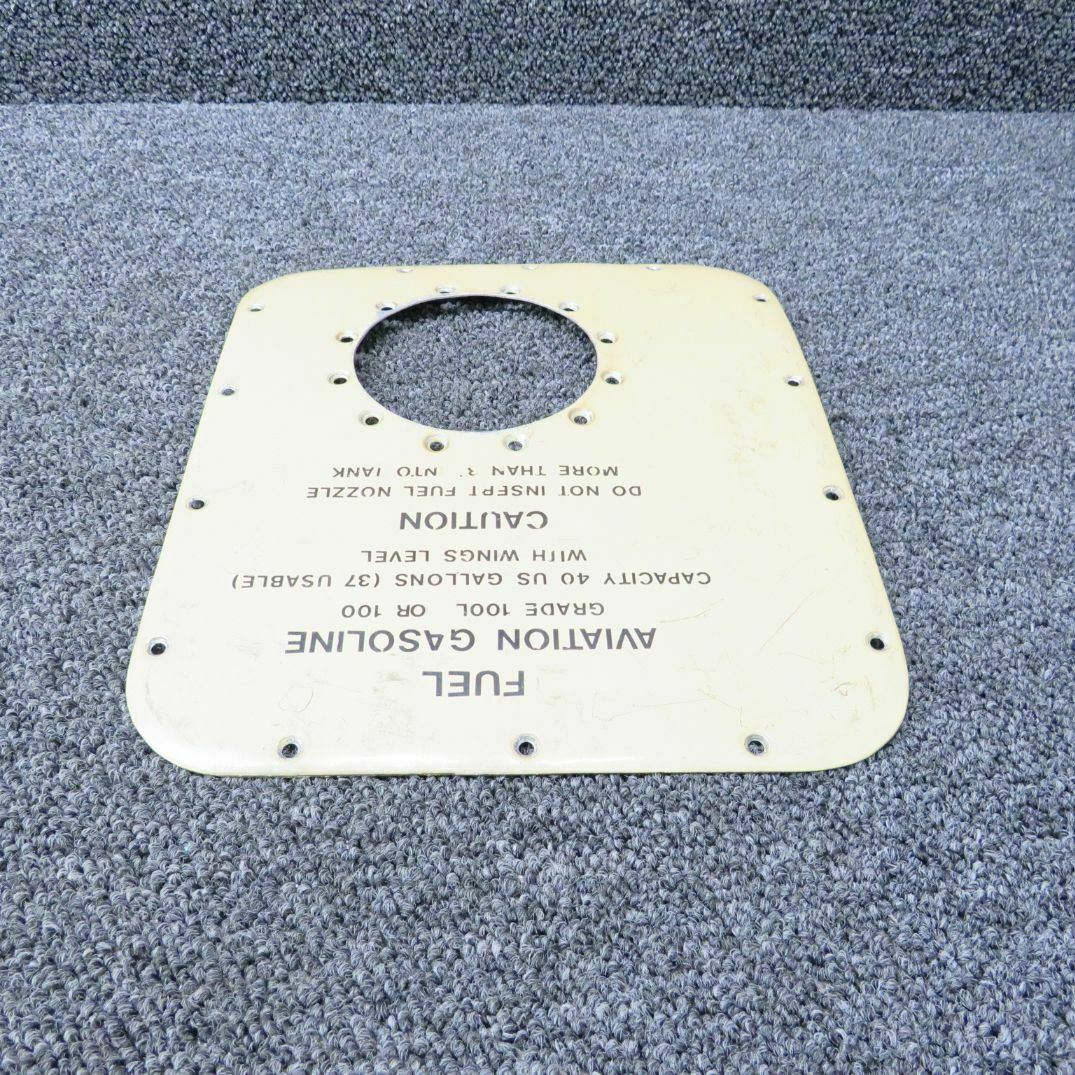 FUEL
AVIATION GASOLINE
GRADE 100L OR 100
CAPACITY 40 US GALLONS (37 USABLE)
WITH WINGS LEVEL
CAUTION
DO NOT INSERT FUEL NOZZLE
MORE THAN 3" NTO TANK